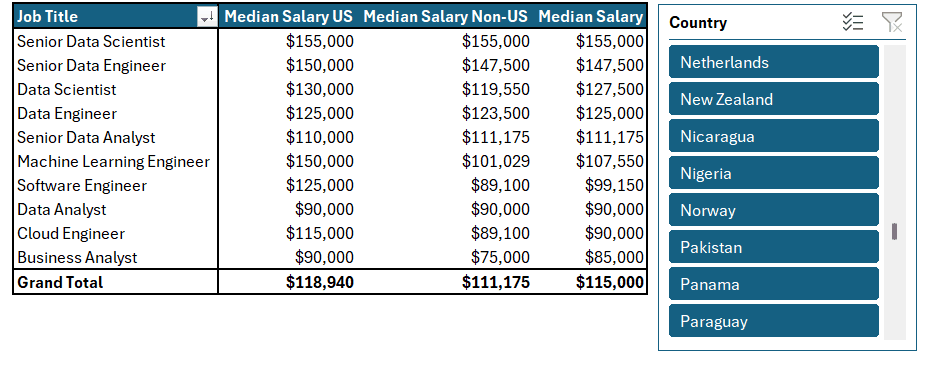 Job Title Median Salary US Median Salary Non-US Median Salary
Senior Data Scientist $155,000 $155,000 $155,000
Senior Data Engineer $150,000 $147,500 $147,500
Data Scientist $130,000 $119,550 $127,500
Data Engineer $125,000 $123,500 $125,000
Senior Data Analyst $110,000 $111,175 $111,175
Machine Learning Engineer $150,000 $101,029 $107,550
Software Engineer $125,000 $89,100 $99,150
Data Analyst $90,000 $90,000 $90,000
Cloud Engineer $115,000 $89,100 $90,000
Business Analyst $90,000 $75,000 $85,000
Grand Total $118,940 $111,175 $115,000
Country
Netherlands
New Zealand
Nicaragua
Nigeria
Norway
Pakistan
Panama
Paraguay